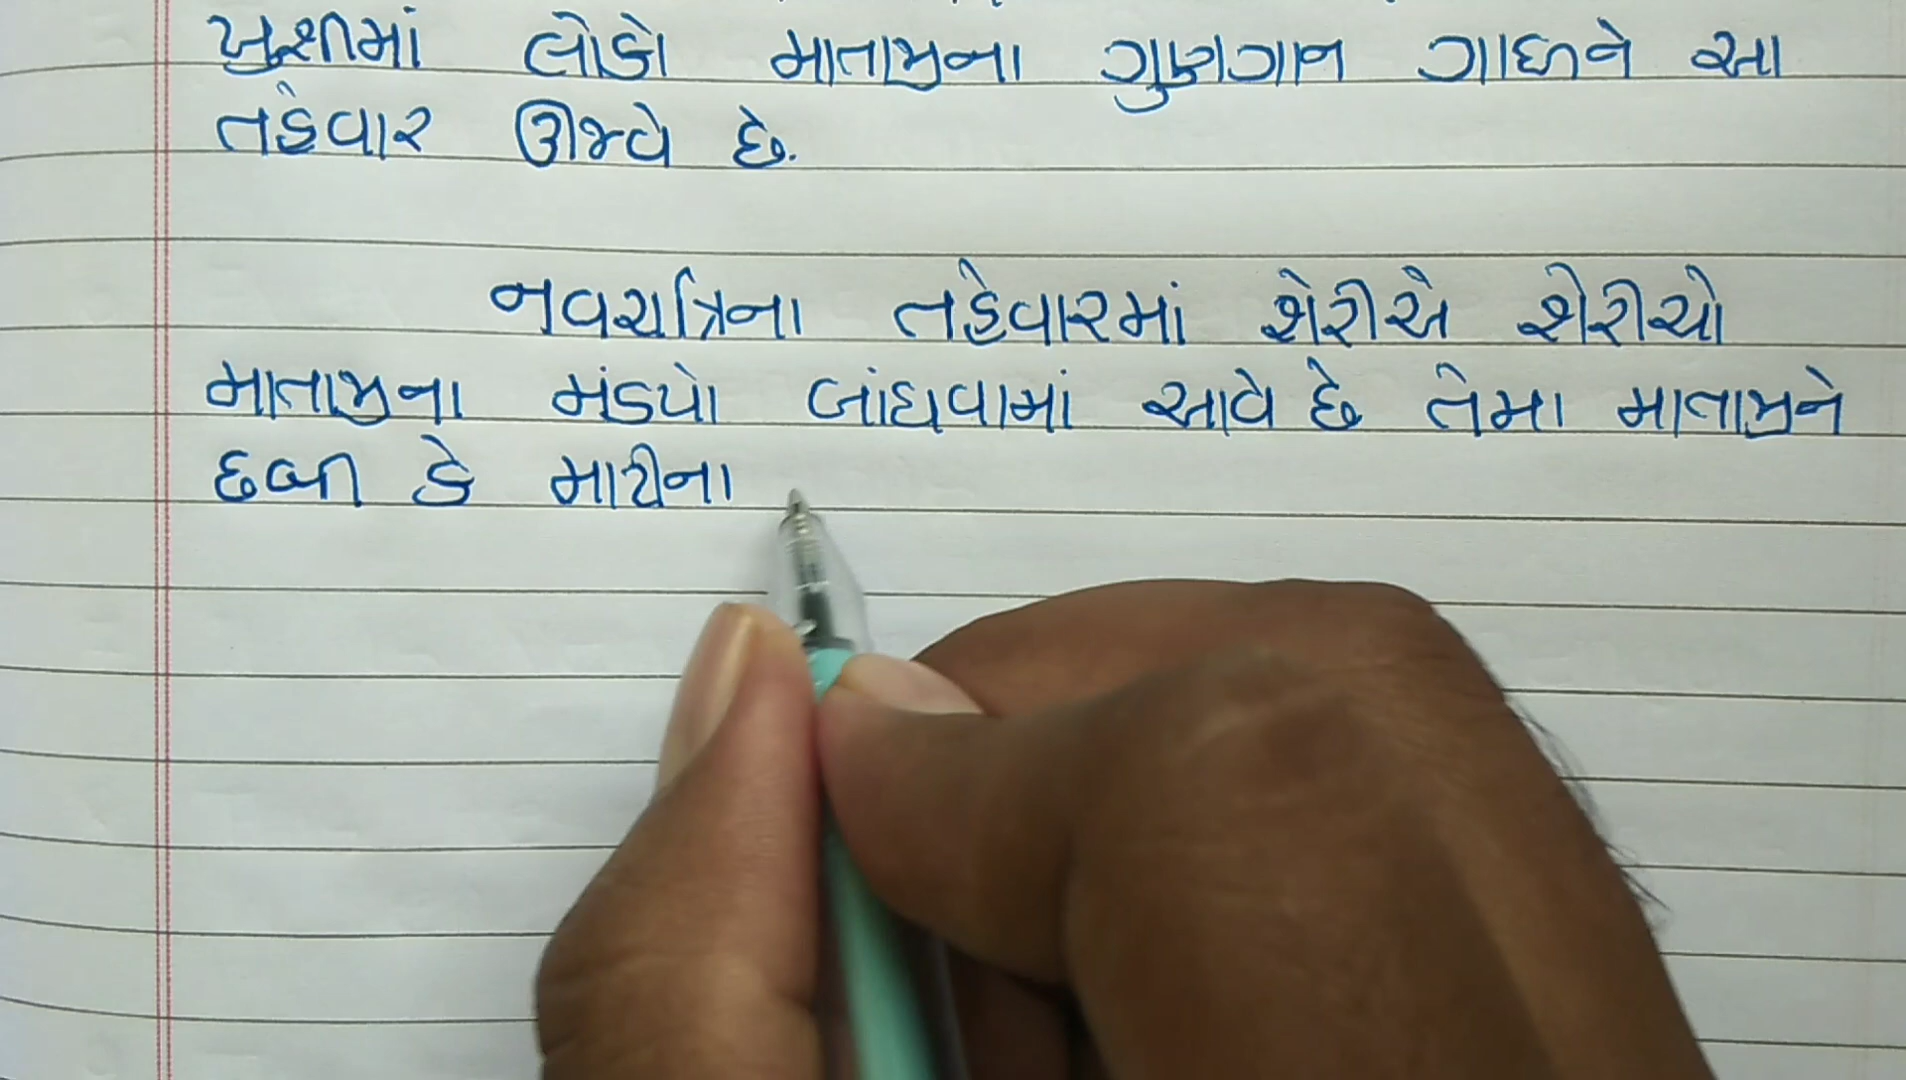 ખુશીમાં લોકો માતાજીના ગુણગાન ગાઈને આ
તહેવાર ઊજવે છે.
નવરાત્રિના તહેવારમાં શેરીએ શેરીયો
માતાજીના મંડપો બાંધવામાં આવે છે તેમા માતાજીને
છબી કે માટીના